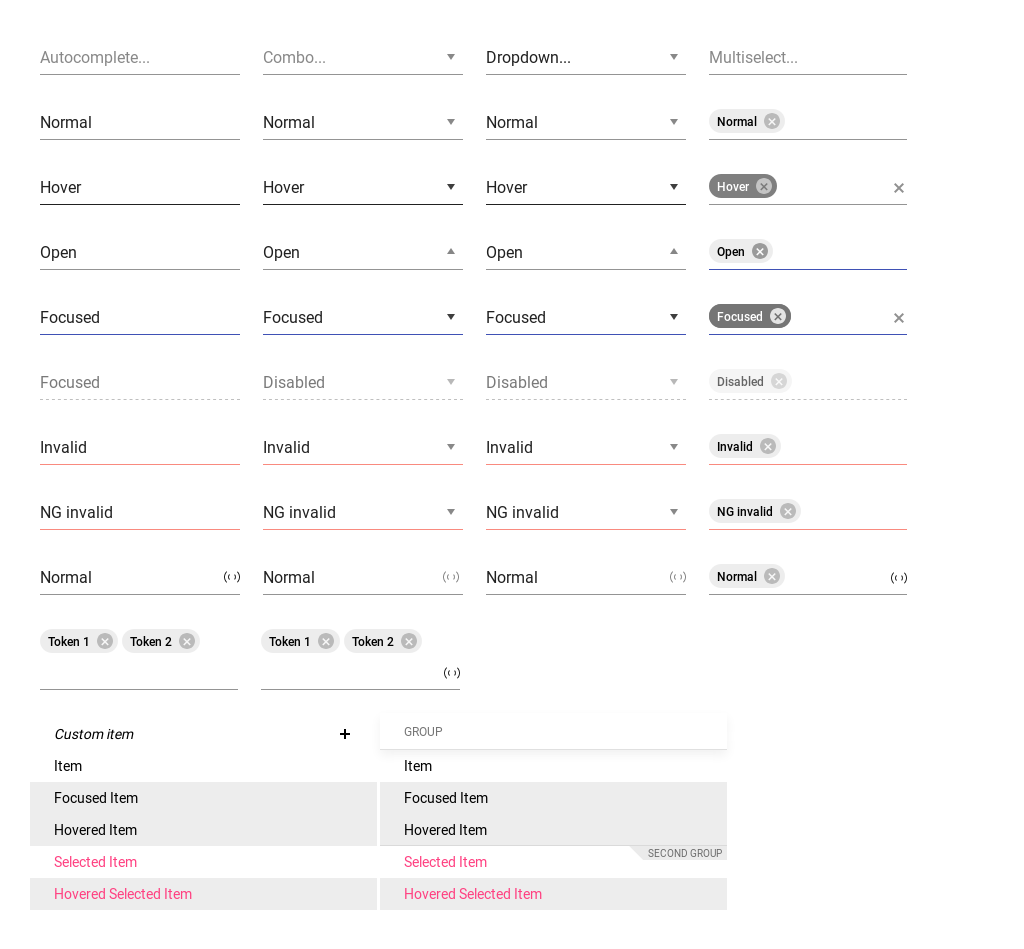 Autocomplete... Combo... Dropdown... Multiselect...
Normal Normal Normal Normal
Hover Hover Hover Hover
Open Open Open Open
Focused Focused Focused Focused
Focused Disabled Disabled Disabled
Invalid Invalid Invalid Invalid
NG invalid NG invalid NG invalid NG invalid
Normal Normal Normal Normal
Token 1 Token 2 Token 1 Token 2
Custom item GROUP
Item Item
Focused Item Focused Item
Hovered Item Hovered Item
Selected Item Selected Item SECOND GROUP
Hovered Selected Item Hovered Selected Item